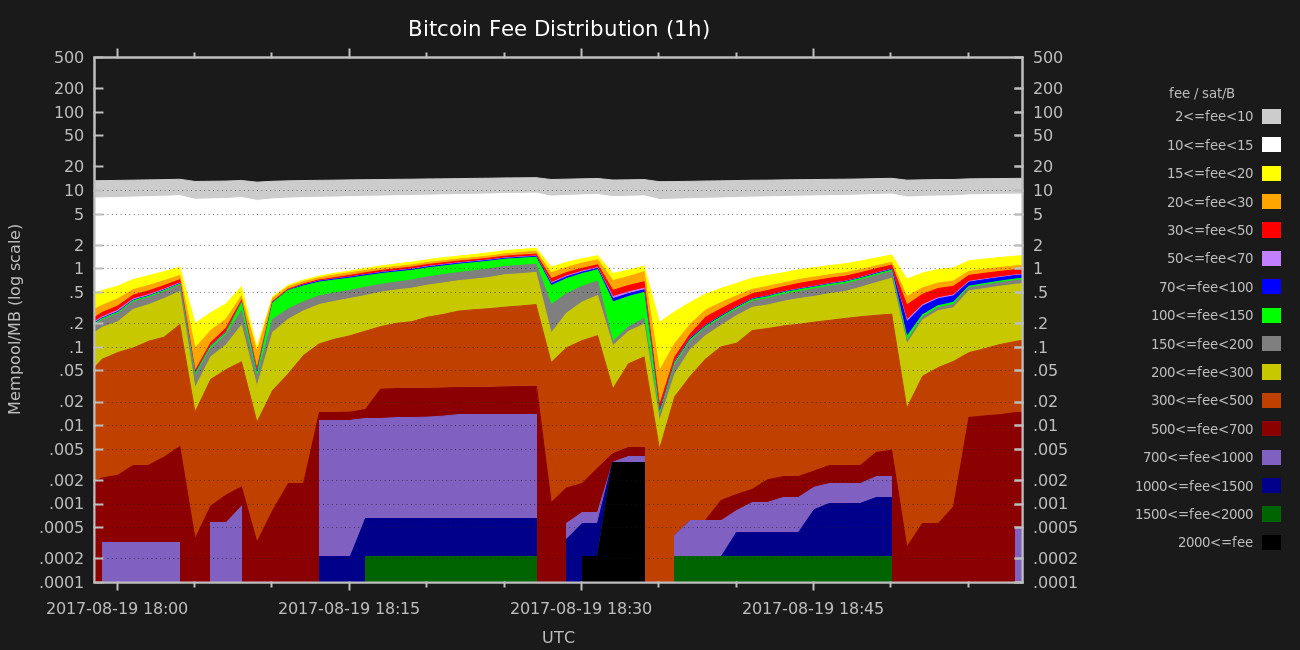 Bitcoin Fee Distribution (1h)
Mempool/MB (log scale)
500
200
100
50
20
10
5
2
1
.5
.2
.1
.05
.02
.01
.005
.002
.001
.0005
.0002
.0001
500
200
100
50
20
10
5
2
1
.5
.2
.1
.05
.02
.01
.005
.002
.001
.0005
.0002
.0001
2017-08-19 18:00
2017-08-19 18:15
2017-08-19 18:30
2017-08-19 18:45
UTC
fee / sat/B
2<=fee<10
10<=fee<15
15<=fee<20
20<=fee<30
30<=fee<50
50<=fee<70
70<=fee<100
100<=fee<150
150<=fee<200
200<=fee<300
300<=fee<500
500<=fee<700
700<=fee<1000
1000<=fee<1500
1500<=fee<2000
2000<=fee